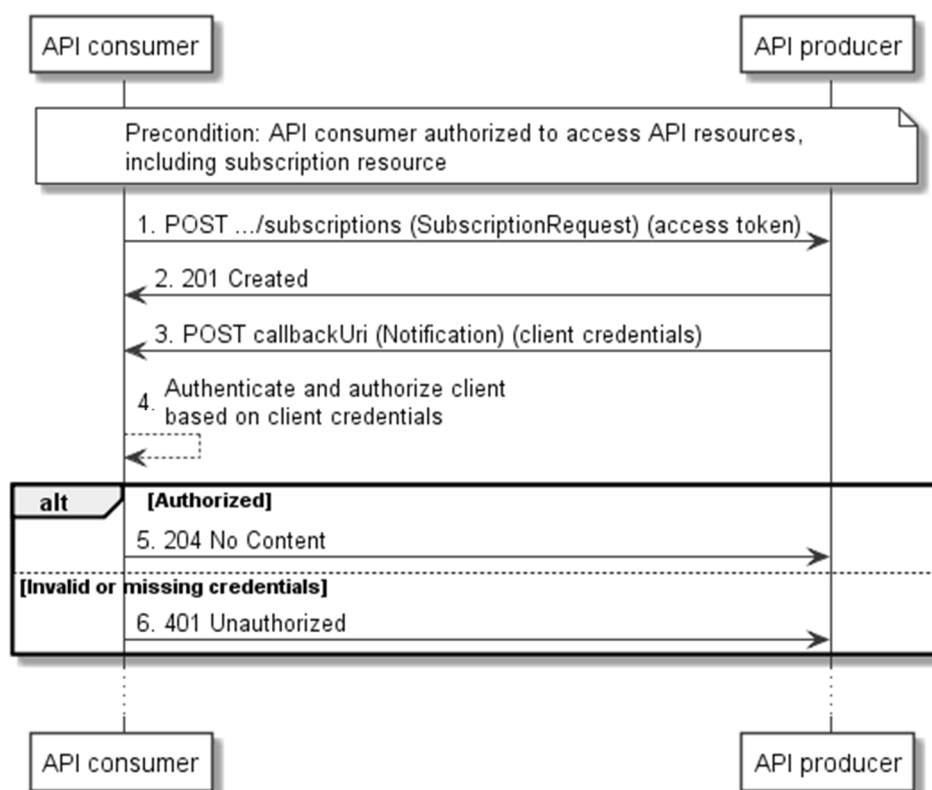 API consumer
API producer
Precondition: API consumer authorized to access API resources,
including subscription resource
1. POST .../subscriptions (SubscriptionRequest) (access token)
2. 201 Created
3. POST callbackUri (Notification) (client credentials)
4. Authenticate and authorize client
based on client credentials
alt [Authorized]
5. 204 No Content
[Invalid or missing credentials]
6. 401 Unauthorized
API consumer
API producer